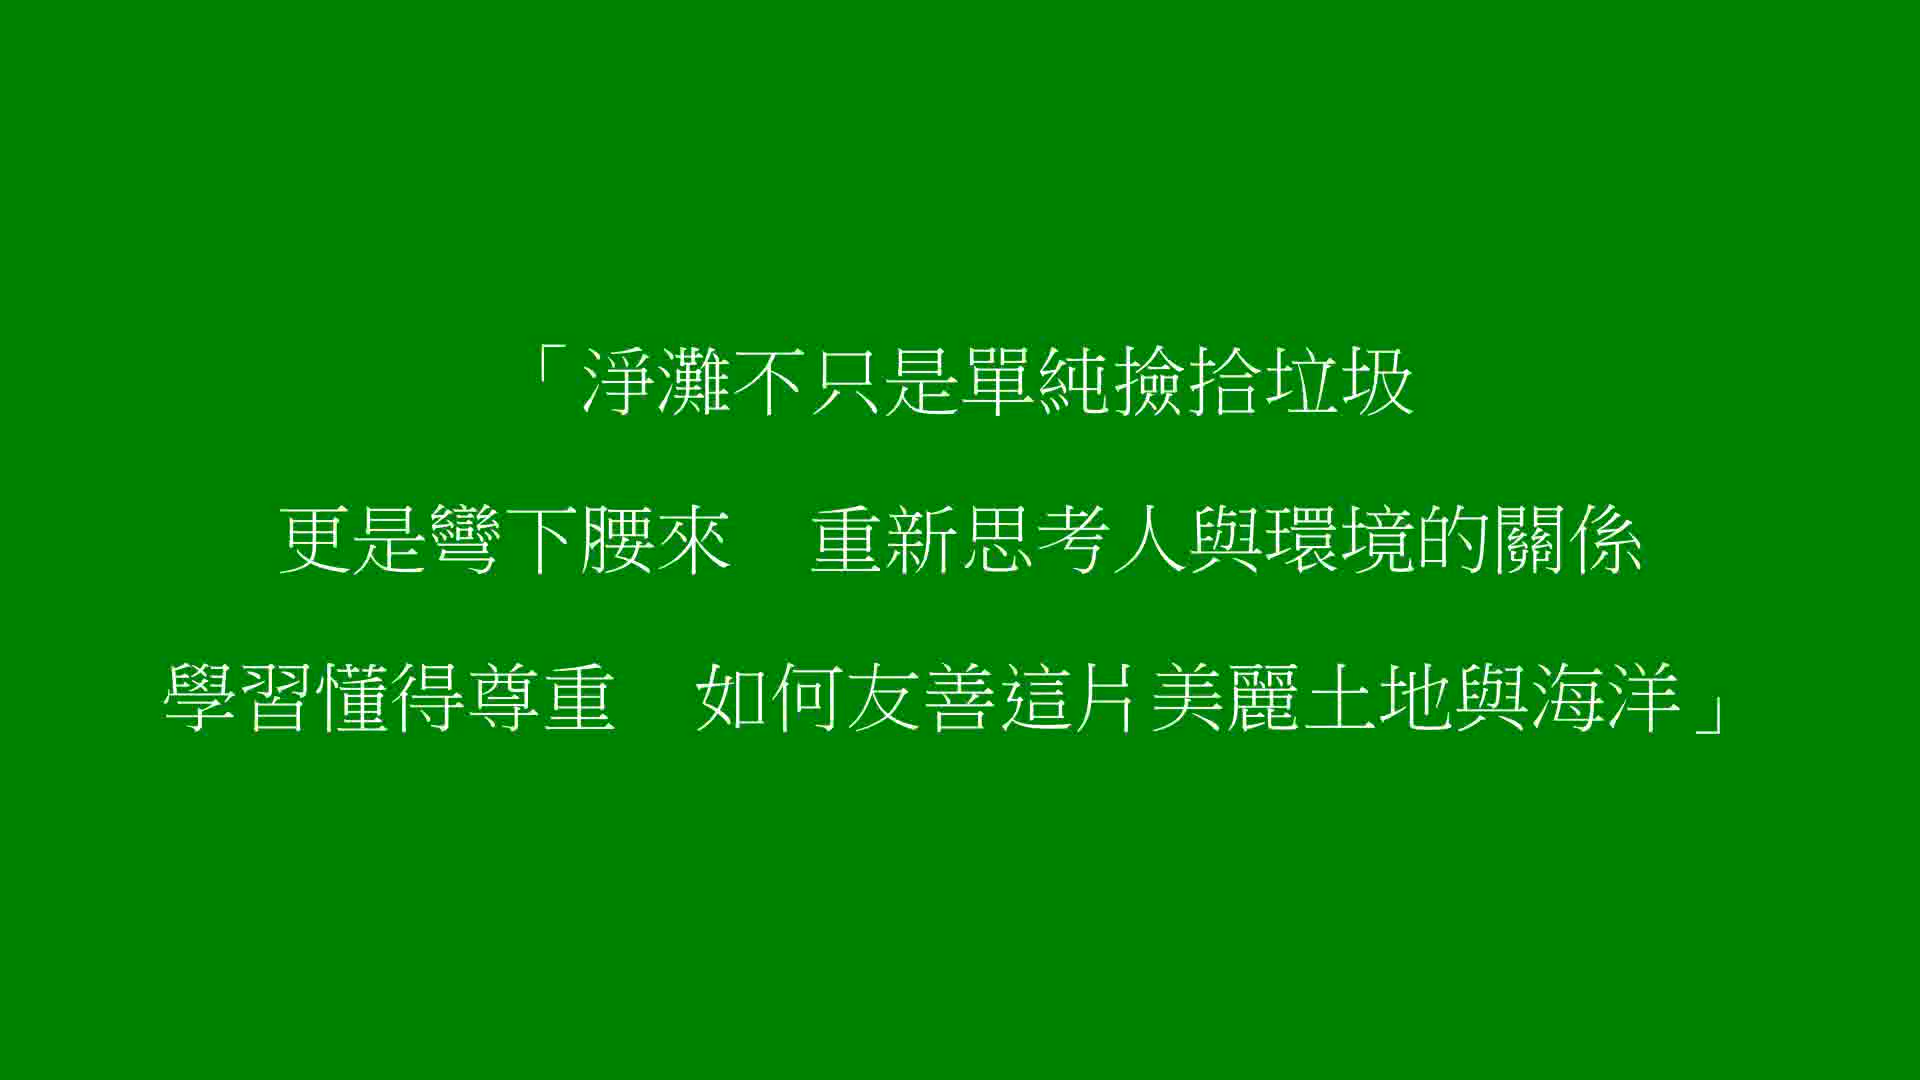 「淨灘不只是單純撿拾垃圾
更是彎下腰來　重新思考人與環境的關係
學習懂得尊重　如何友善這片美麗土地與海洋」